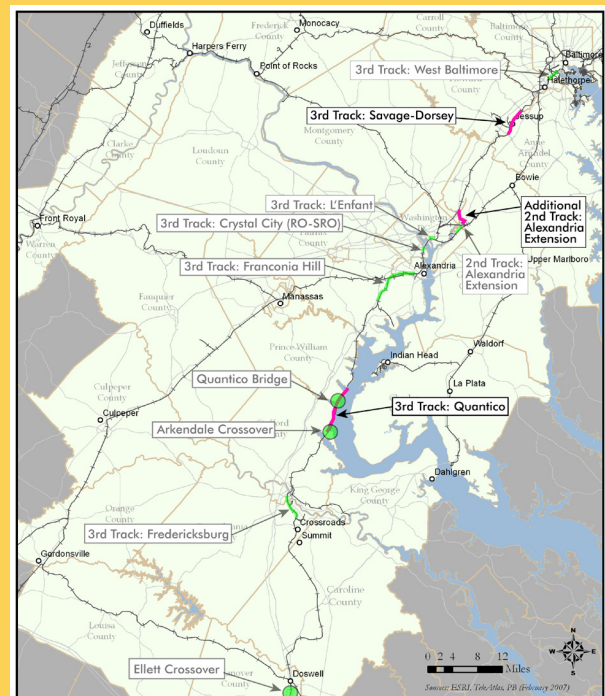 Duffields
Frederick
County
Monocacy
Carroll
County
Baltimore
Baltimore
Harpers Ferry
Jefferson
County
Point of Rocks
3rd Track: West Baltimore
Halethorpe
3rd Track: Savage-Dorsey
Jessup
Montgomery
County
Clarke
County
Loudoun
County
Anne
Arundel
County
Bowie
3rd Track: L'Enfant
Washington
Additional
2nd Track:
Alexandria
Extension
Front Royal
3rd Track: Crystal City (RO-SRO)
Warren
County
3rd Track: Franconia Hill
Alexandria
2nd Track:
Alexandria
Extension
Upper Marlboro
Fauquier
County
Manassas
Prince William
County
Indian Head
Waldorf
Quantico Bridge
La Plata
Culpeper
County
Culpeper
3rd Track: Quantico
Arkendale Crossover
Dahlgren
King George
County
Orange
County
3rd Track: Fredericksburg
Crossroads
Summit
Gordonsville
Caroline
County
Louisa
County
Ellett Crossover
Doswell
N
W
E
S
0 2 4 8 12
Miles
Sources: ESRI, TeleAtlas, PB (February 2007)